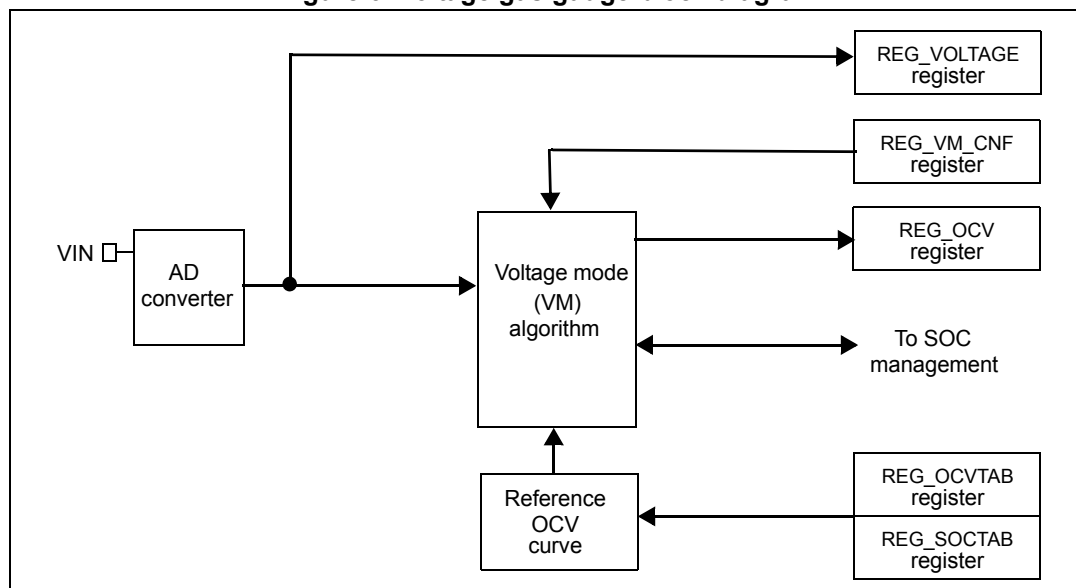 REG_VOLTAGE
register
REG_VM_CNF
register
REG_OCV
register
VIN
AD
converter
Voltage mode
(VM)
algorithm
To SOC
management
Reference
OCV
curve
REG_OCVTAB
register
REG_SOCTAB
register